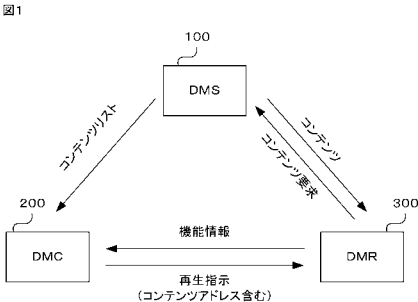 図1
100
DMS
コンテンツリスト
コンテンツ
コンテンツ要求
200
DMC
300
DMR
機能情報
再生指示
(コンテンツアドレス含む)